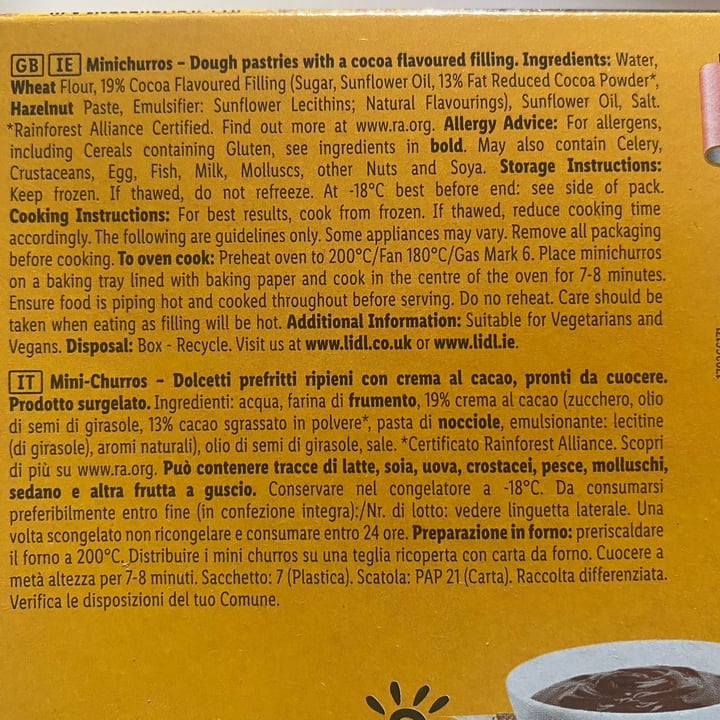 GB IE Minichurros – Dough pastries with a cocoa flavoured filling. Ingredients: Water,
Wheat Flour, 19% Cocoa Flavoured Filling (Sugar, Sunflower Oil, 13% Fat Reduced Cocoa Powder*,
Hazelnut Paste, Emulsifier: Sunflower Lecithins; Natural Flavourings), Sunflower Oil, Salt.
*Rainforest Alliance Certified. Find out more at www.ra.org. Allergy Advice: For allergens,
including Cereals containing Gluten, see ingredients in bold. May also contain Celery,
Crustaceans, Egg, Fish, Milk, Molluscs, other Nuts and Soya. Storage Instructions:
Keep frozen. If thawed, do not refreeze. At -18°C best before end: see side of pack.
Cooking Instructions: For best results, cook from frozen. If thawed, reduce cooking time
accordingly. The following are guidelines only. Some appliances may vary. Remove all packaging
before cooking. To oven cook: Preheat oven to 200°C/Fan 180°C/Gas Mark 6. Place minichurros
on a baking tray lined with baking paper and cook in the centre of the oven for 7-8 minutes.
Ensure food is piping hot and cooked throughout before serving. Do no reheat. Care should be
taken when eating as filling will be hot. Additional Information: Suitable for Vegetarians and
Vegans. Disposal: Box - Recycle. Visit us at www.lidl.co.uk or www.lidl.ie.
IT Mini-Churros – Dolcetti prefritti ripieni con crema al cacao, pronti da cuocere.
Prodotto surgelato. Ingredienti: acqua, farina di frumento, 19% crema al cacao (zucchero, olio
di semi di girasole, 13% cacao sgrassato in polvere*, pasta di nocciole, emulsionante: lecitine
(di girasole), aromi naturali), olio di semi di girasole, sale. *Certificato Rainforest Alliance. Scopri
di più su www.ra.org. Può contenere tracce di latte, soia, uova, crostacei, pesce, molluschi,
sedano e altra frutta a guscio. Conservare nel congelatore a -18°C. Da consumarsi
preferibilmente entro fine (in confezione integra):/Nr. di lotto: vedere linguetta laterale. Una
volta scongelato non ricongelare e consumare entro 24 ore. Preparazione in forno: preriscaldare
il forno a 200°C. Distribuire i mini churros su una teglia ricoperta con carta da forno. Cuocere a
metà altezza per 7-8 minuti. Sacchetto: 7 (Plastica). Scatola: PAP 21 (Carta). Raccolta differenziata.
Verifica le disposizioni del tuo Comune.